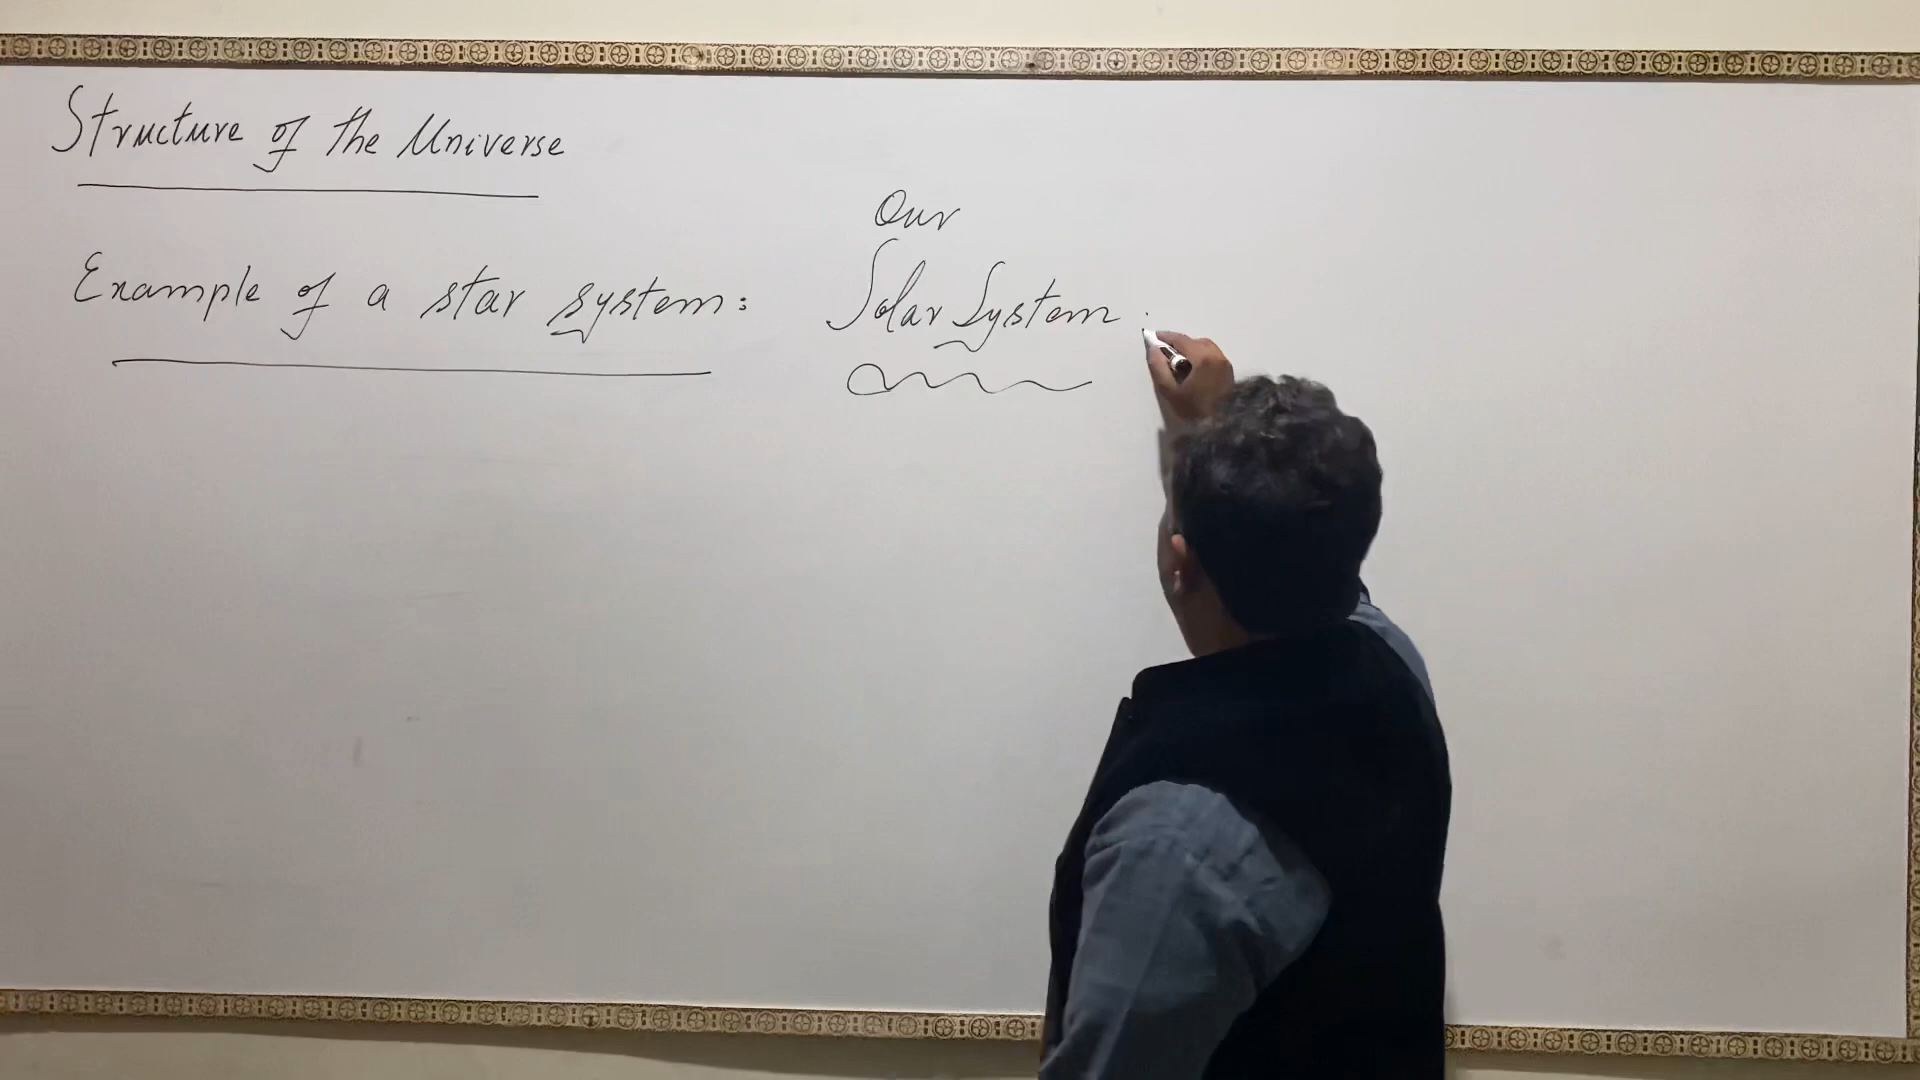 Structure of the Universe
Example of a star system:
Our
Solar System